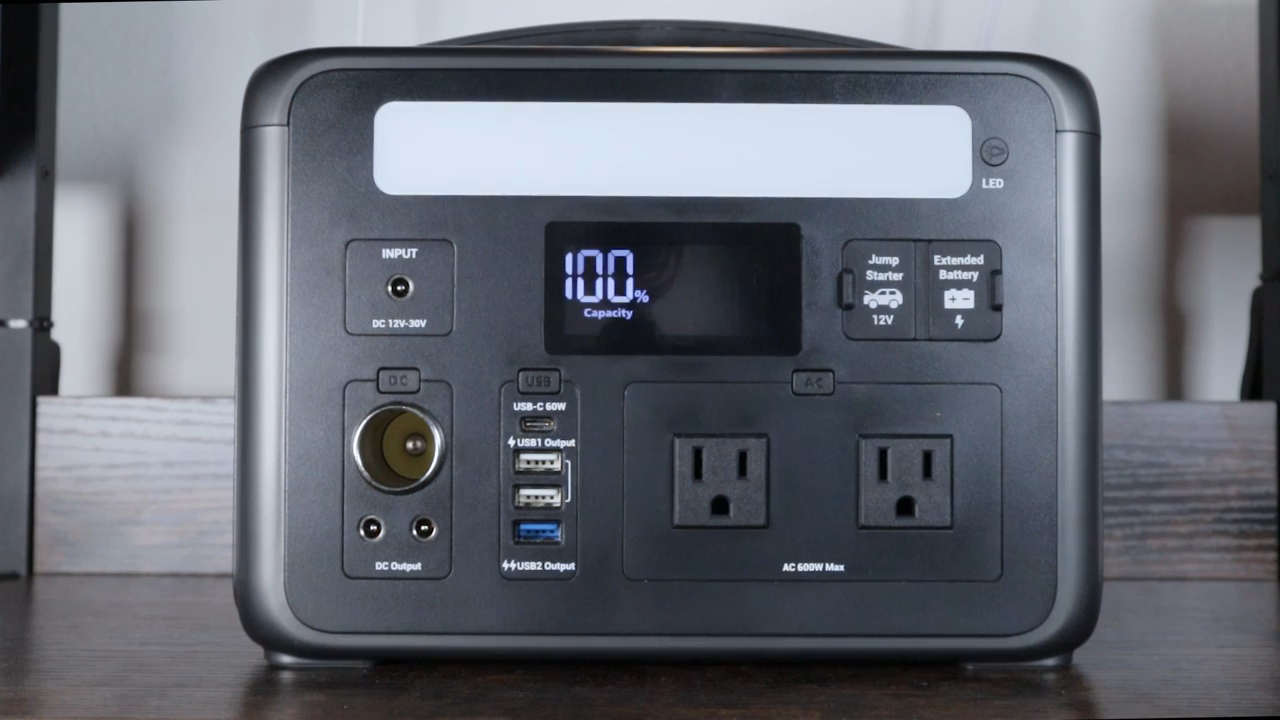 LED
INPUT
DC 12V-30V
100%
Capacity
Jump
Starter
12V
Extended
Battery
DC
DC Output
USB
USB-C 60W
USB1 Output
USB2 Output
AC
AC 600W Max